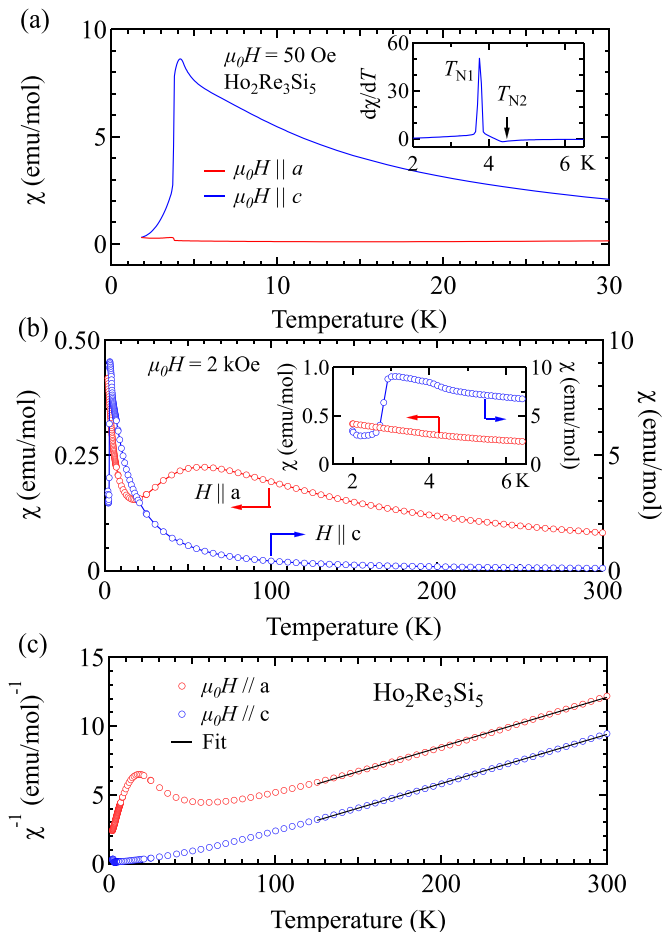 (a)
μ₀H = 50 Oe
Ho₂Re₃Si₅
μ₀H || a
μ₀H || c
χ (emu/mol)
10
5
0
0
10
20
30
Temperature (K)
dχ/dT
60
30
0
2
4
6
K
T_N1
T_N2
(b)
μ₀H = 2 kOe
χ (emu/mol)
0.50
0.25
0
0
100
200
300
Temperature (K)
10
5
0
χ (emu/mol)
H || a
H || c
χ (emu/mol)
1.0
0.5
0
2
4
6
K
10
5
0
χ (emu/mol)
(c)
μ₀H // a
μ₀H // c
Fit
Ho₂Re₃Si₅
χ⁻¹ (emu/mol)⁻¹
15
10
5
0
0
100
200
300
Temperature (K)